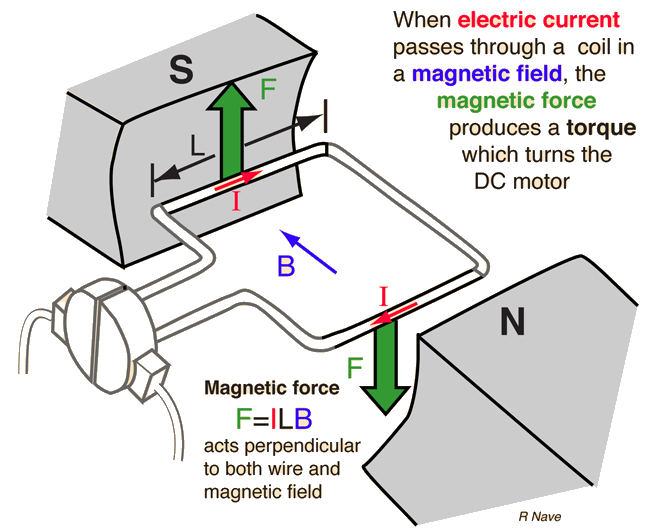 When electric current
passes through a coil in
a magnetic field, the
magnetic force
produces a torque
which turns the
DC motor
S
F
L
I
B
I
N
F
Magnetic force
F=ILB
acts perpendicular
to both wire and
magnetic field
R Nave